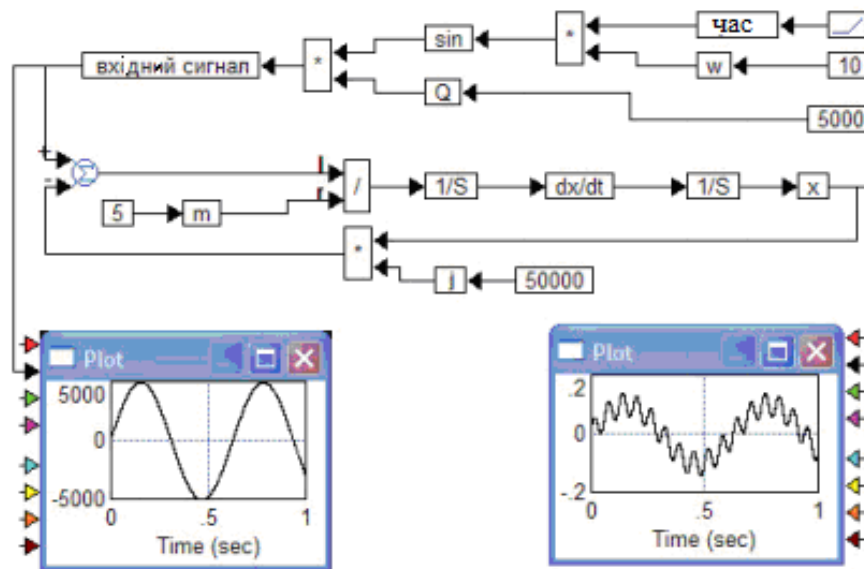 час
sin
*
*
вхідний сигнал
w
10
Q
5000
+
-
Σ
l
r
/
1/S
dx/dt
1/S
x
5
m
*
j
50000
Plot
5000
0
-5000
0
.5
1
Time (sec)
Plot
.2
0
-.2
0
.5
1
Time (sec)